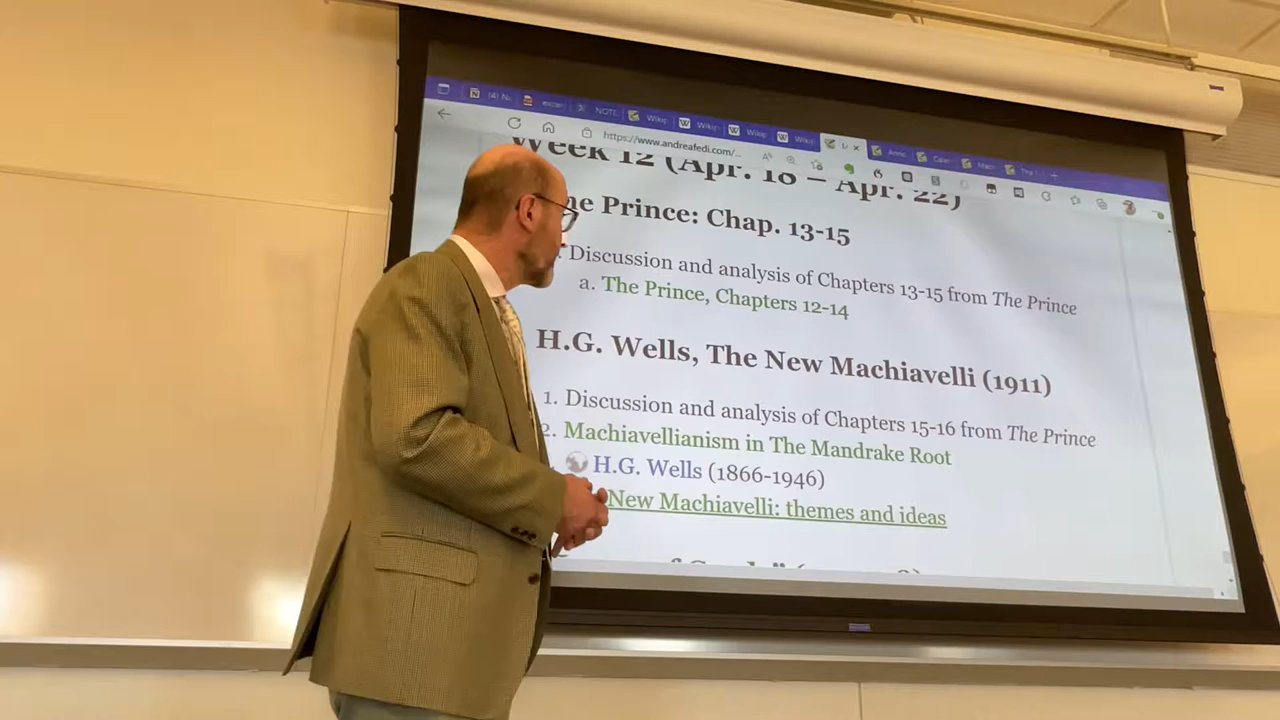 https://www.andreafedi.com/...
Week 12 (Apr. 18 – Apr. 22)
The Prince: Chap. 13-15
Discussion and analysis of Chapters 13-15 from The Prince
a. The Prince, Chapters 12-14
H.G. Wells, The New Machiavelli (1911)
1. Discussion and analysis of Chapters 15-16 from The Prince
2. Machiavellianism in The Mandrake Root
H.G. Wells (1866-1946)
New Machiavelli: themes and ideas